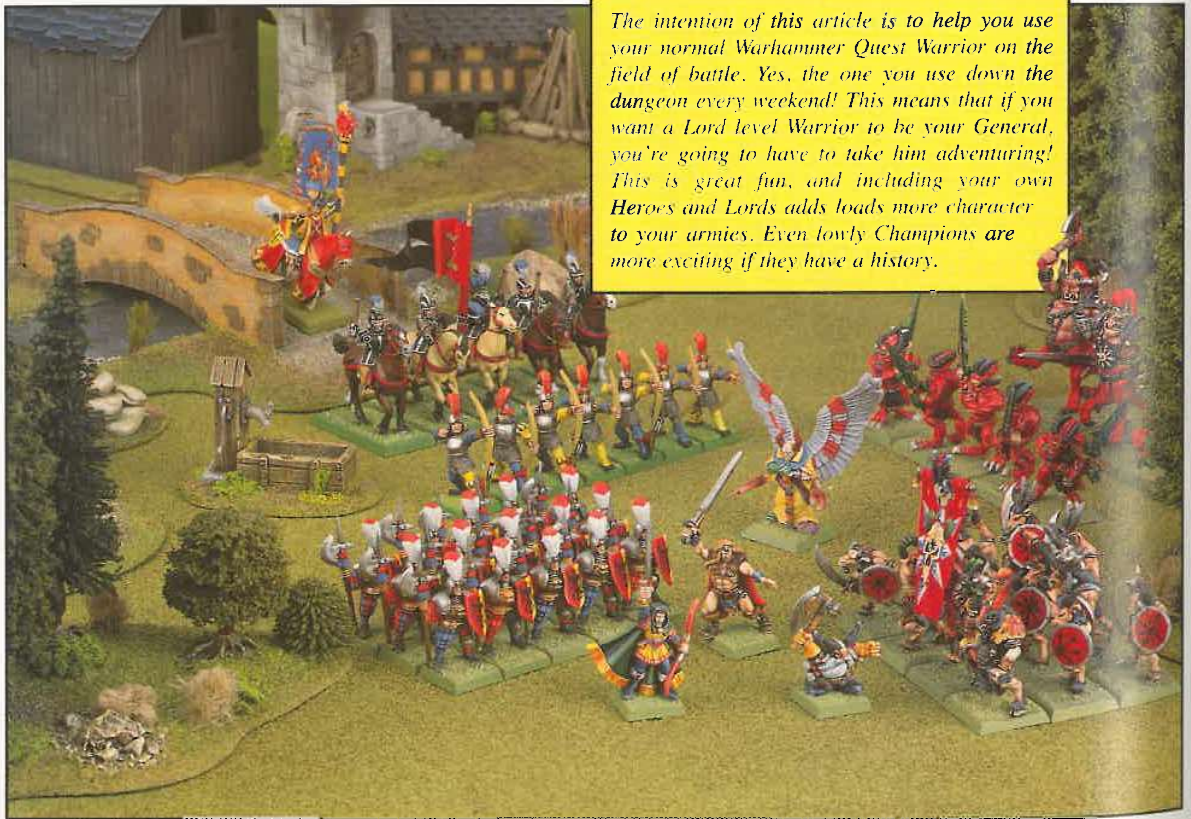 The intention of this article is to help you use
your normal Warhammer Quest Warrior on the
field of battle. Yes, the one you use down the
dungeon every weekend! This means that if you
want a Lord level Warrior to be your General,
you're going to have to take him adventuring!
This is great fun, and including your own
Heroes and Lords adds loads more character
to your armies. Even lowly Champions are
more exciting if they have a history.